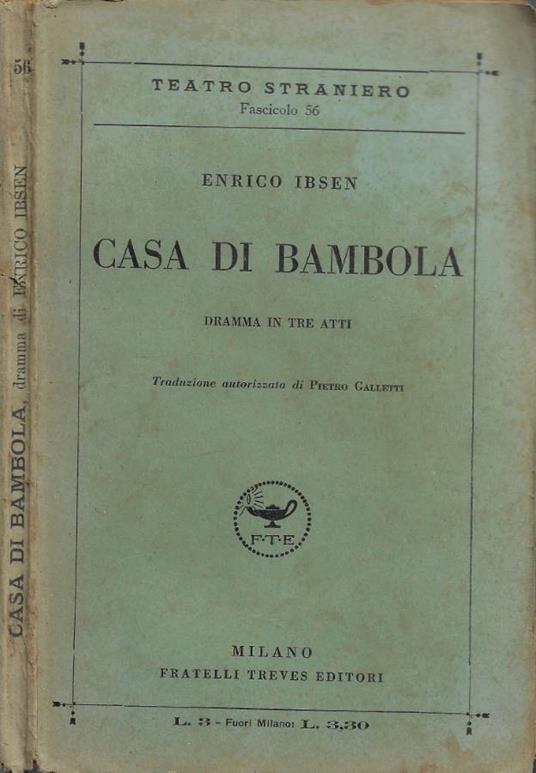 56
CASA DI BAMBOLA, dramma di ENRICO IBSEN
TEATRO STRANIERO
Fascicolo 56
ENRICO IBSEN
CASA DI BAMBOLA
DRAMMA IN TRE ATTI
Traduzione autorizzata di PIETRO GALLETTI
F·T·E
MILANO
FRATELLI TREVES EDITORI
L. 3 - Fuori Milano: L. 3,30